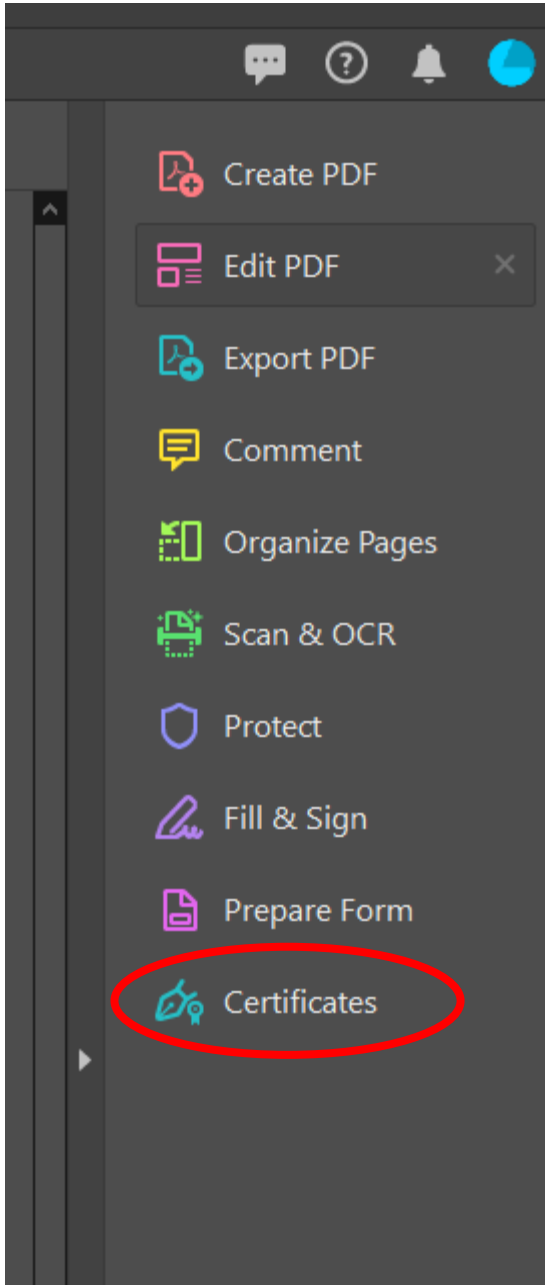 Create PDF
Edit PDF
Export PDF
Comment
Organize Pages
Scan & OCR
Protect
Fill & Sign
Prepare Form
Certificates